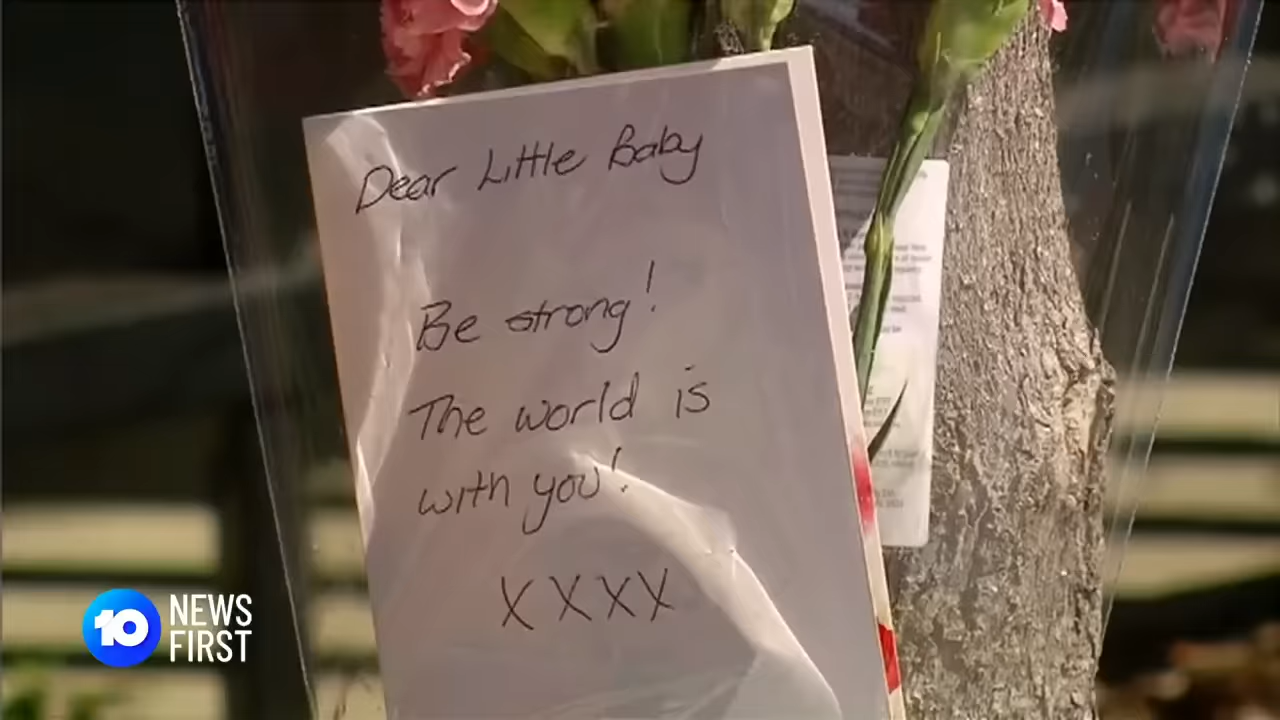 Dear Little Baby
Be strong!
The world is
with you!
XXXX
10 NEWS
FIRST